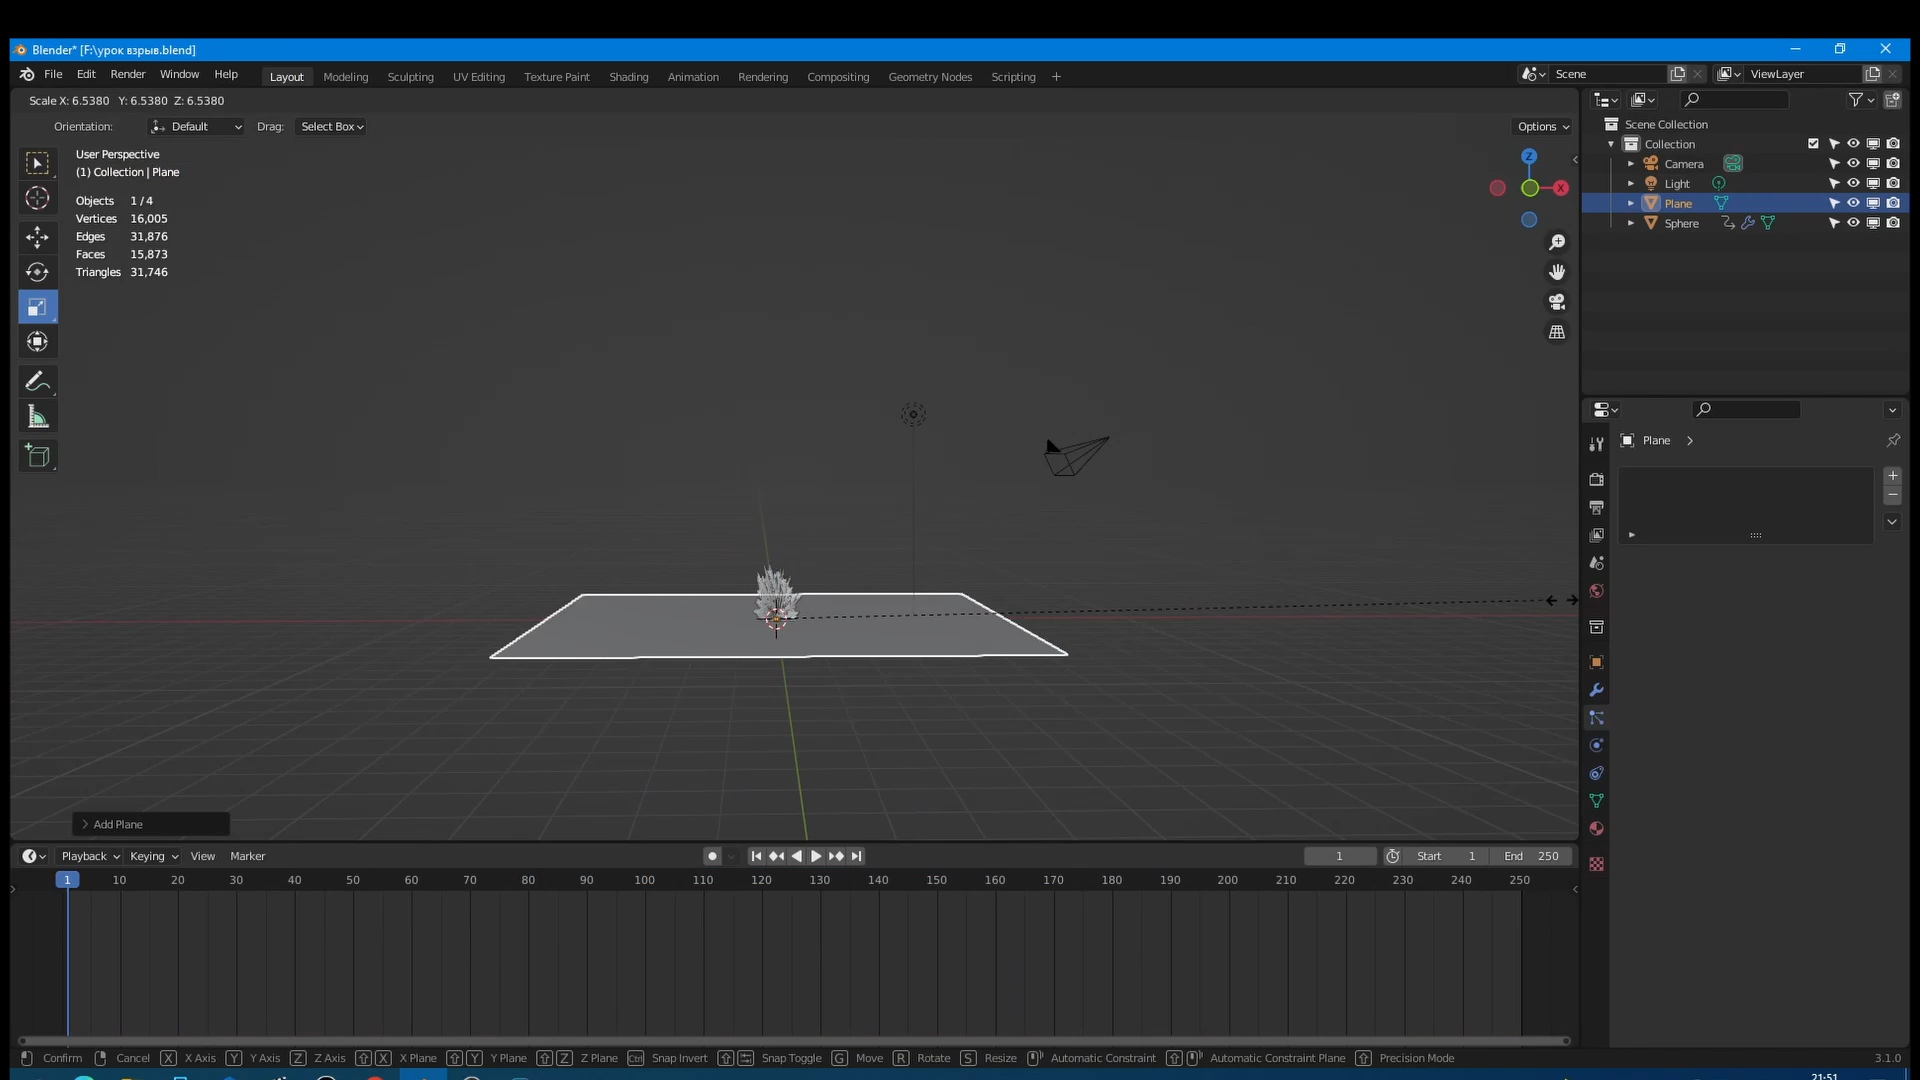 Blender* [F:\урок взрыв.blend]
File Edit Render Window Help Layout Modeling Sculpting UV Editing Texture Paint Shading Animation Rendering Compositing Geometry Nodes Scripting + Scene ViewLayer
Scale X: 6.5380 Y: 6.5380 Z: 6.5380
Orientation: Default Drag: Select Box Options
User Perspective
(1) Collection | Plane
Objects 1 / 4
Vertices 16,005
Edges 31,876
Faces 15,873
Triangles 31,746
Z
X
Scene Collection
Collection
Camera
Light
Plane
Sphere
Plane
Add Plane
Playback Keying View Marker 1 Start 1 End 250
1 10 20 30 40 50 60 70 80 90 100 110 120 130 140 150 160 170 180 190 200 210 220 230 240 250
Confirm Cancel X X Axis Y Y Axis Z Z Axis X X Plane Y Y Plane Z Z Plane Ctrl Snap Invert Snap Toggle G Move R Rotate S Resize Automatic Constraint Automatic Constraint Plane Precision Mode 3.1.0
21:51